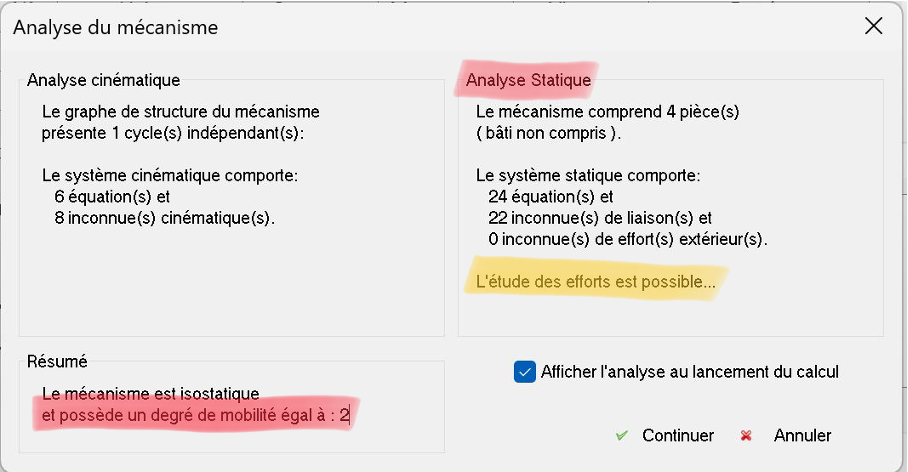 Analyse du mécanisme
Analyse cinématique
Le graphe de structure du mécanisme
présente 1 cycle(s) indépendant(s):
Le système cinématique comporte:
6 équation(s) et
8 inconnue(s) cinématique(s).
Analyse Statique
Le mécanisme comprend 4 pièce(s)
( bâti non compris ).
Le système statique comporte:
24 équation(s) et
22 inconnue(s) de liaison(s) et
0 inconnue(s) de effort(s) extérieur(s).
L'étude des efforts est possible...
Résumé
Le mécanisme est isostatique
et possède un degré de mobilité égal à : 2
Afficher l'analyse au lancement du calcul
Continuer
Annuler